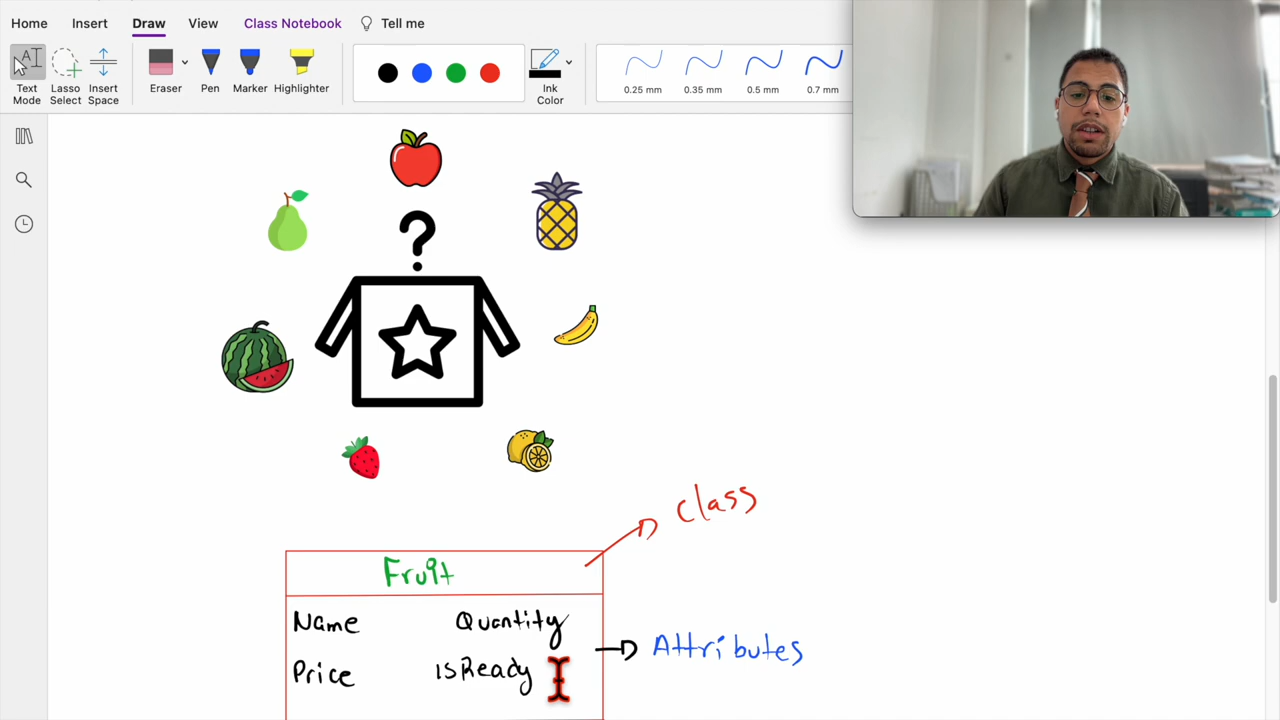 Home Insert Draw View Class Notebook Tell me
Text Mode
Lasso Select
Insert Space
Eraser
Pen
Marker
Highlighter
Ink Color
0.25 mm 0.35 mm 0.5 mm 0.7 mm
?
class
Fruit
Name Quantity
Price isReady
Attributes